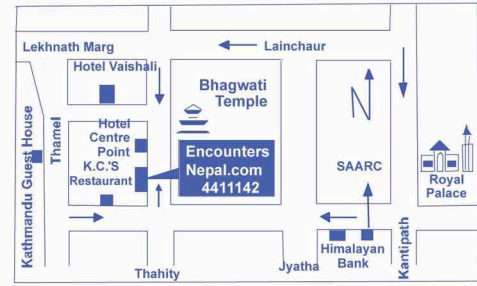 Lekhnath Marg
Lainchaur
Hotel Vaishali
Bhagwati
Temple
N
Kathmandu Guest House
Thamel
Hotel
Centre
Point
K.C.'S
Restaurant
Encounters
Nepal.com
4411142
SAARC
Royal
Palace
Himalayan
Bank
Kantipath
Thahity
Jyatha